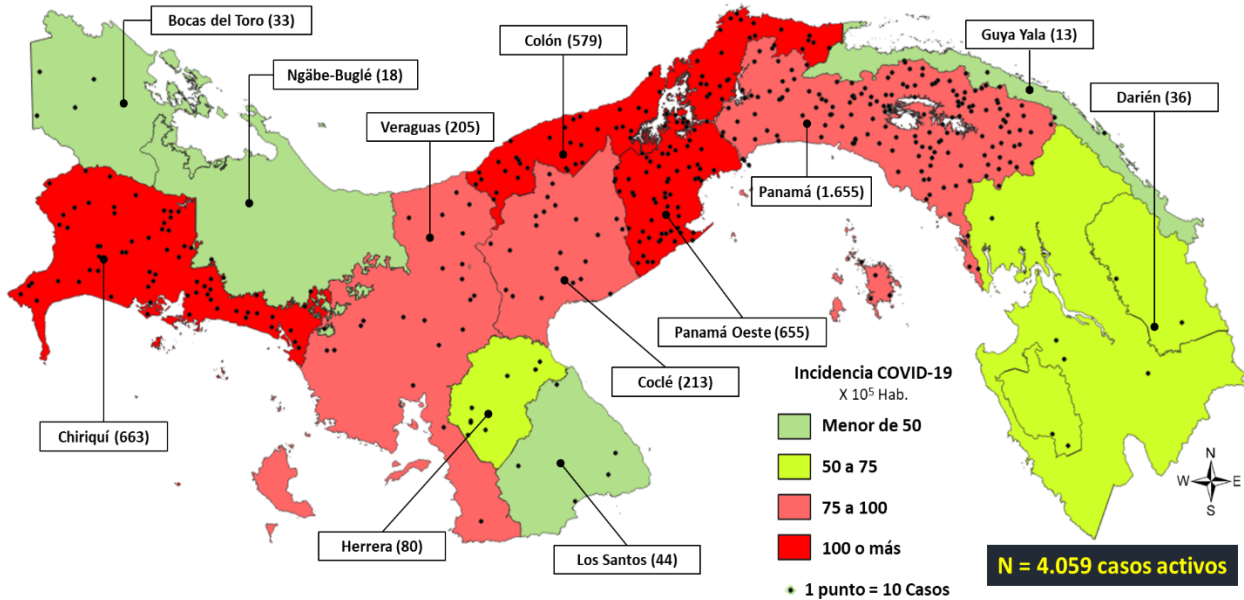 Bocas del Toro (33)
Colón (579)
Guya Yala (13)
Ngäbe-Buglé (18)
Darién (36)
Veraguas (205)
Panamá (1.655)
Panamá Oeste (655)
Coclé (213)
Chiriquí (663)
Herrera (80)
Los Santos (44)
Incidencia COVID-19
X 10⁵ Hab.
Menor de 50
50 a 75
75 a 100
100 o más
1 punto = 10 Casos
N
W E
S
N = 4.059 casos activos